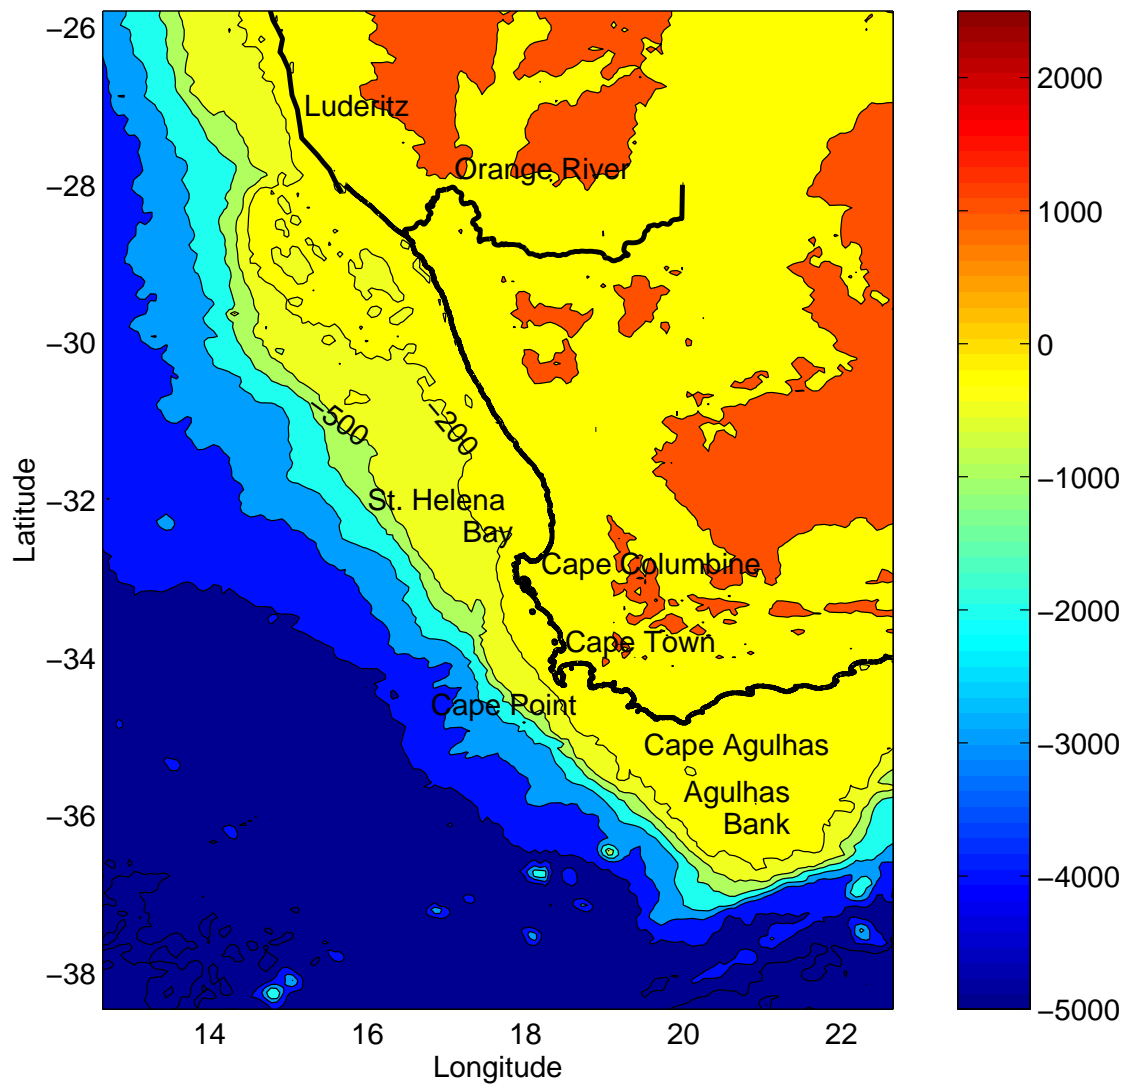 −26
−28
−30
−32
−34
−36
−38
Latitude
14
16
18
20
22
Longitude
Luderitz
Orange River
−500
−200
St. Helena
Bay
Cape Columbine
Cape Town
Cape Point
Cape Agulhas
Agulhas
Bank
2000
1000
0
−1000
−2000
−3000
−4000
−5000